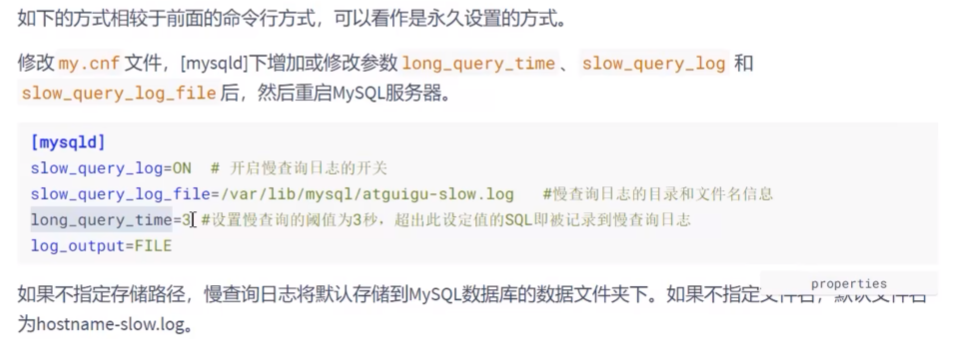 如下的方式相较于前面的命令行方式，可以看作是永久设置的方式。
修改 my.cnf 文件，[mysqld]下增加或修改参数 long_query_time 、 slow_query_log 和
slow_query_log_file 后，然后重启MySQL服务器。
[mysqld]
slow_query_log=ON # 开启慢查询日志的开关
slow_query_log_file=/var/lib/mysql/atguigu-slow.log #慢查询日志的目录和文件名信息
long_query_time=3 #设置慢查询的阈值为3秒，超出此设定值的SQL即被记录到慢查询日志
log_output=FILE
properties
如果不指定存储路径，慢查询日志将默认存储到MySQL数据库的数据文件夹下。如果不指定文件名，默认文件名
为hostname-slow.log。